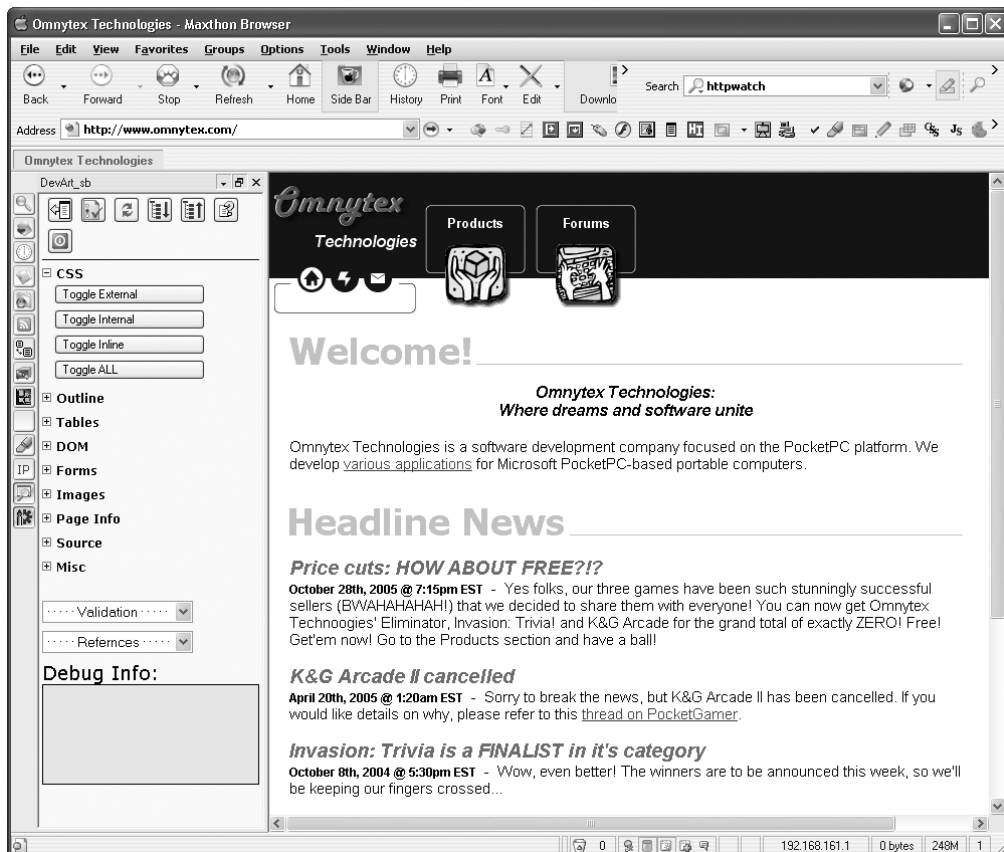 Omnytex Technologies - Maxthon Browser
File Edit View Favorites Groups Options Tools Window Help
Back Forward Stop Refresh Home Side Bar History Print Font Edit Downlo Search httpwatch
Address http://www.omnytex.com/
Omnytex Technologies
DevArt_sb
CSS
Toggle External
Toggle Internal
Toggle Inline
Toggle ALL
Outline
Tables
DOM
IP
Forms
Images
Page Info
Source
Misc
Validation
Refernces
Debug Info:
Omnytex
Technologies
Products
Forums
Welcome!
Omnytex Technologies:
Where dreams and software unite
Omnytex Technologies is a software development company focused on the PocketPC platform. We
develop various applications for Microsoft PocketPC-based portable computers.
Headline News
Price cuts: HOW ABOUT FREE?!?
October 28th, 2005 @ 7:15pm EST - Yes folks, our three games have been such stunningly successful
sellers (BWAHAHAHAH!) that we decided to share them with everyone! You can now get Omnytex
Technoogies' Eliminator, Invasion: Trivia! and K&G Arcade for the grand total of exactly ZERO! Free!
Get'em now! Go to the Products section and have a ball!
K&G Arcade II cancelled
April 20th, 2005 @ 1:20am EST - Sorry to break the news, but K&G Arcade II has been cancelled. If you
would like details on why, please refer to this thread on PocketGamer.
Invasion: Trivia is a FINALIST in it's category
October 8th, 2004 @ 5:30pm EST - Wow, even better! The winners are to be announced this week, so we'll
be keeping our fingers crossed...
0 192.168.161.1 0 bytes 248M 1